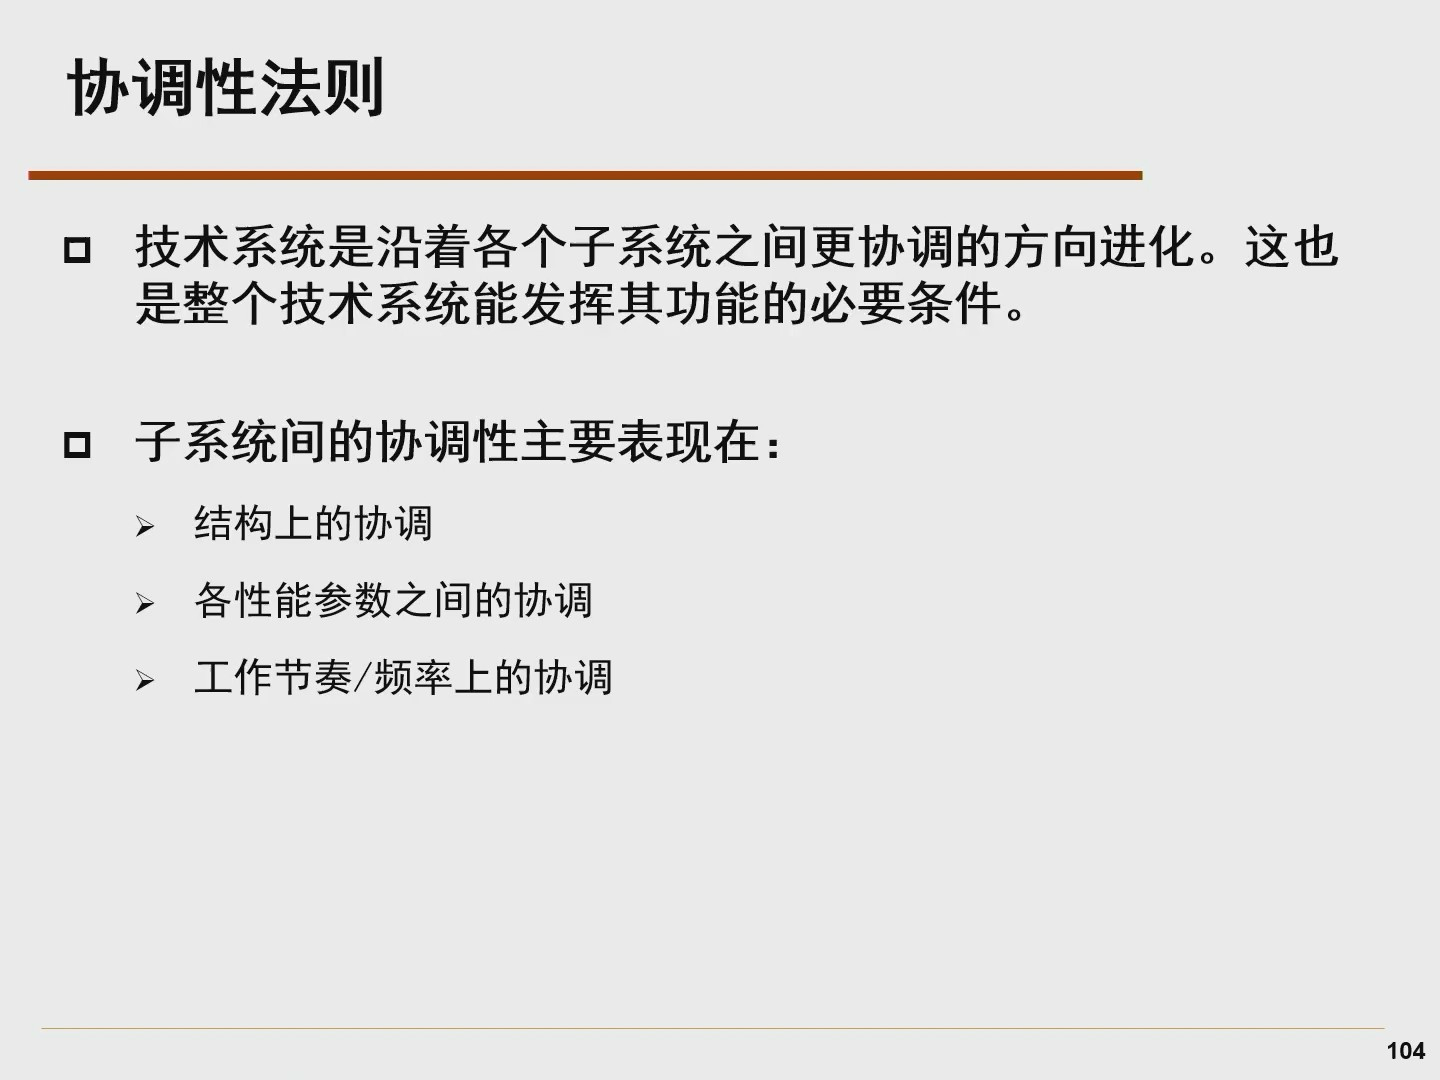 协调性法则
技术系统是沿着各个子系统之间更协调的方向进化。这也
是整个技术系统能发挥其功能的必要条件。
子系统间的协调性主要表现在：
结构上的协调
各性能参数之间的协调
工作节奏/频率上的协调
104